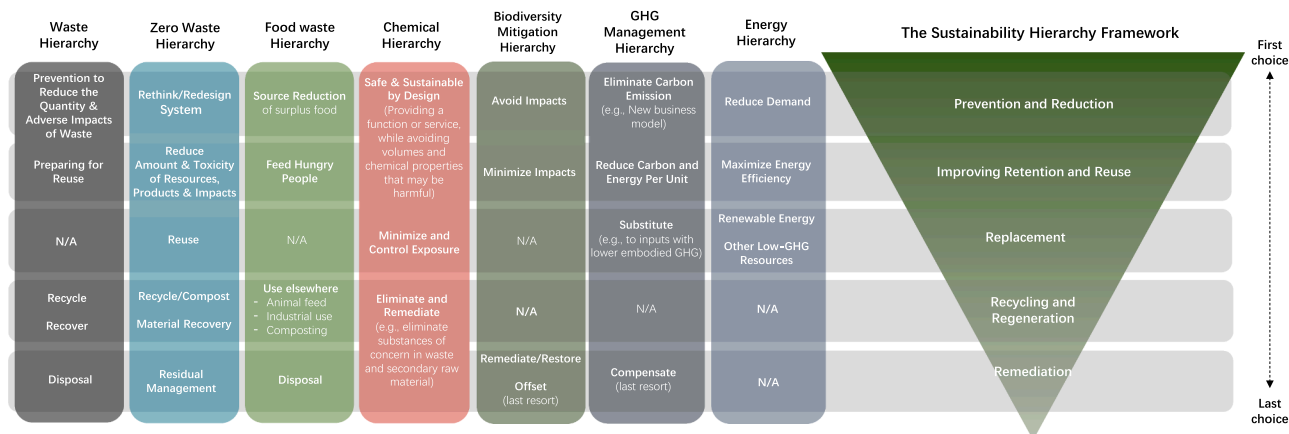 Waste
Hierarchy
Prevention to
Reduce the
Quantity &
Adverse Impacts
of Waste
Preparing for
Reuse
N/A
Recycle
Recover
Disposal
Zero Waste
Hierarchy
Rethink/Redesign
System
Reduce
Amount & Toxicity
of Resources,
Products & Impacts
Reuse
Recycle/Compost
Material Recovery
Residual
Management
Food waste
Hierarchy
Source Reduction
of surplus food
Feed Hungry
People
N/A
Use elsewhere
- Animal feed
- Industrial use
- Composting
Disposal
Chemical
Hierarchy
Safe & Sustainable
by Design
(Providing a
function or service,
while avoiding
volumes and
chemical properties
that may be
harmful)
Minimize and
Control Exposure
Eliminate and
Remediate
(e.g., eliminate
substances of
concern in waste
and secondary raw
material)
Biodiversity
Mitigation
Hierarchy
Avoid Impacts
Minimize Impacts
N/A
N/A
Remediate/Restore
Offset
(last resort)
GHG
Management
Hierarchy
Eliminate Carbon
Emission
(e.g., New business
model)
Reduce Carbon and
Energy Per Unit
Substitute
(e.g., to inputs with
lower embodied GHG)
N/A
Compensate
(last resort)
Energy
Hierarchy
Reduce Demand
Maximize Energy
Efficiency
Renewable Energy
Other Low-GHG
Resources
N/A
N/A
The Sustainability Hierarchy Framework
Prevention and Reduction
Improving Retention and Reuse
Replacement
Recycling and
Regeneration
Remediation
First
choice
Last
choice